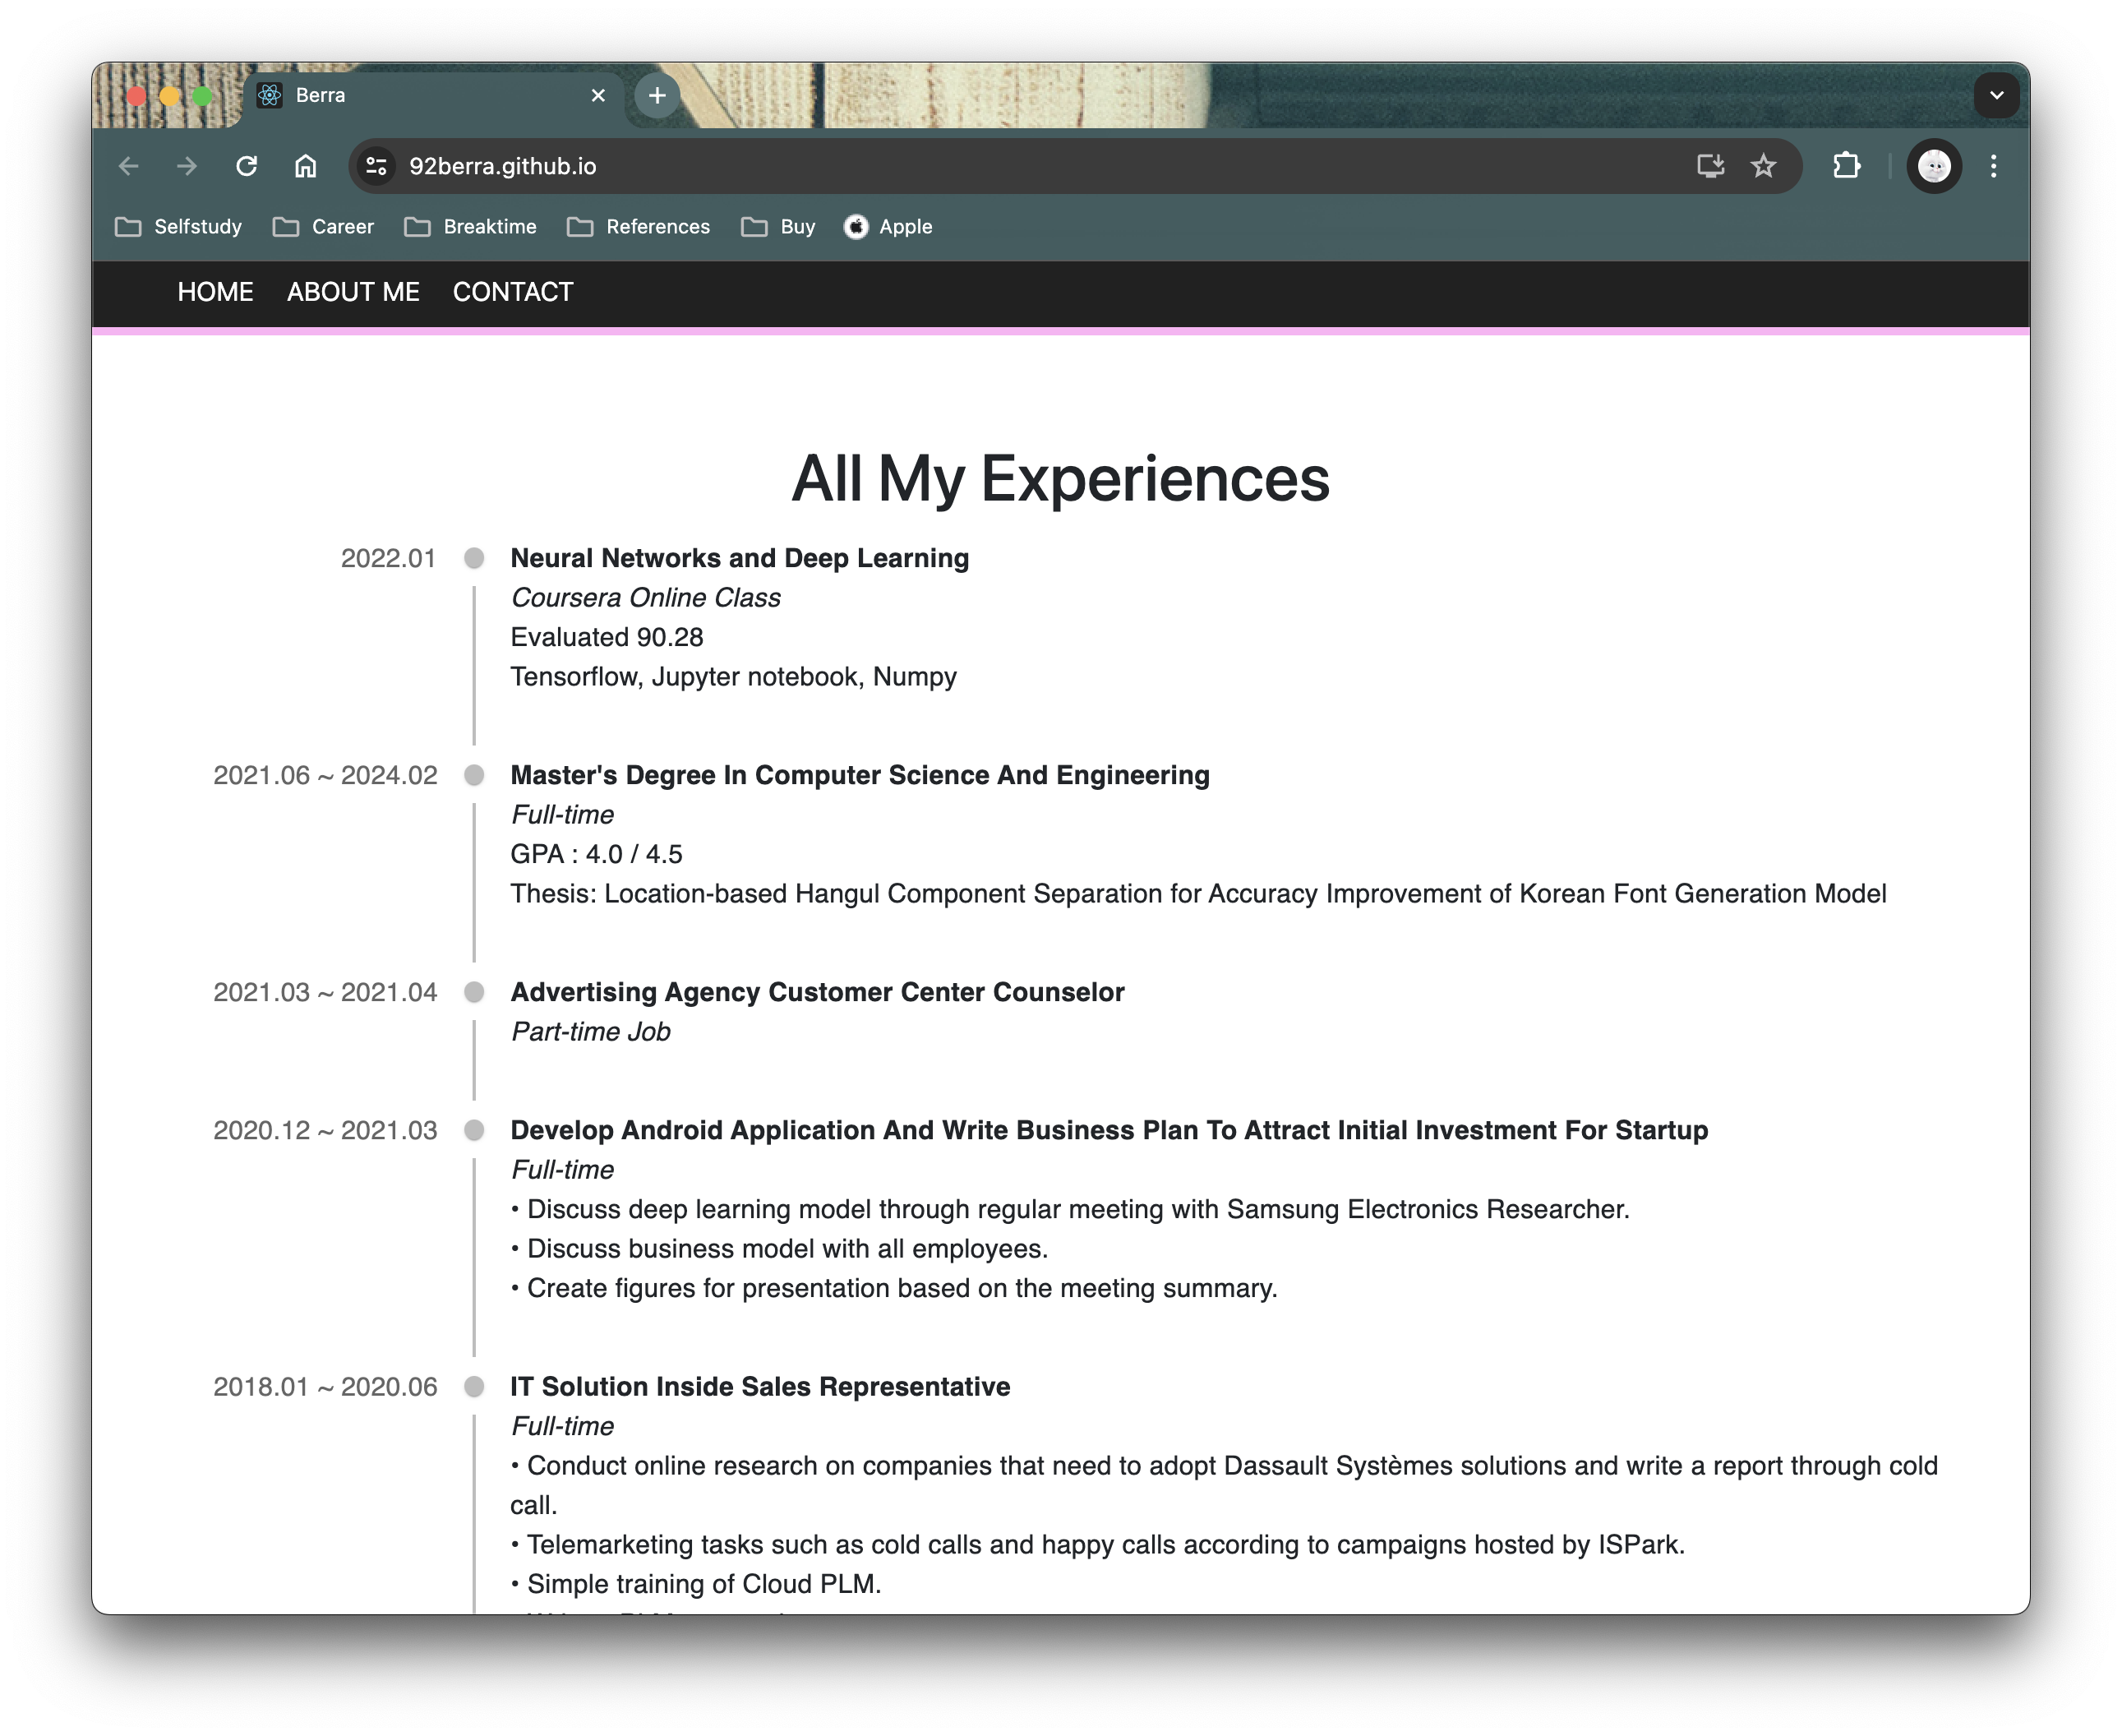 Berra
92berra.github.io
Selfstudy Career Breaktime References Buy Apple
HOME ABOUT ME CONTACT
All My Experiences
2022.01 Neural Networks and Deep Learning
Coursera Online Class
Evaluated 90.28
Tensorflow, Jupyter notebook, Numpy
2021.06 ~ 2024.02 Master's Degree In Computer Science And Engineering
Full-time
GPA : 4.0 / 4.5
Thesis: Location-based Hangul Component Separation for Accuracy Improvement of Korean Font Generation Model
2021.03 ~ 2021.04 Advertising Agency Customer Center Counselor
Part-time Job
2020.12 ~ 2021.03 Develop Android Application And Write Business Plan To Attract Initial Investment For Startup
Full-time
• Discuss deep learning model through regular meeting with Samsung Electronics Researcher.
• Discuss business model with all employees.
• Create figures for presentation based on the meeting summary.
2018.01 ~ 2020.06 IT Solution Inside Sales Representative
Full-time
• Conduct online research on companies that need to adopt Dassault Systèmes solutions and write a report through cold
call.
• Telemarketing tasks such as cold calls and happy calls according to campaigns hosted by ISPark.
• Simple training of Cloud PLM.